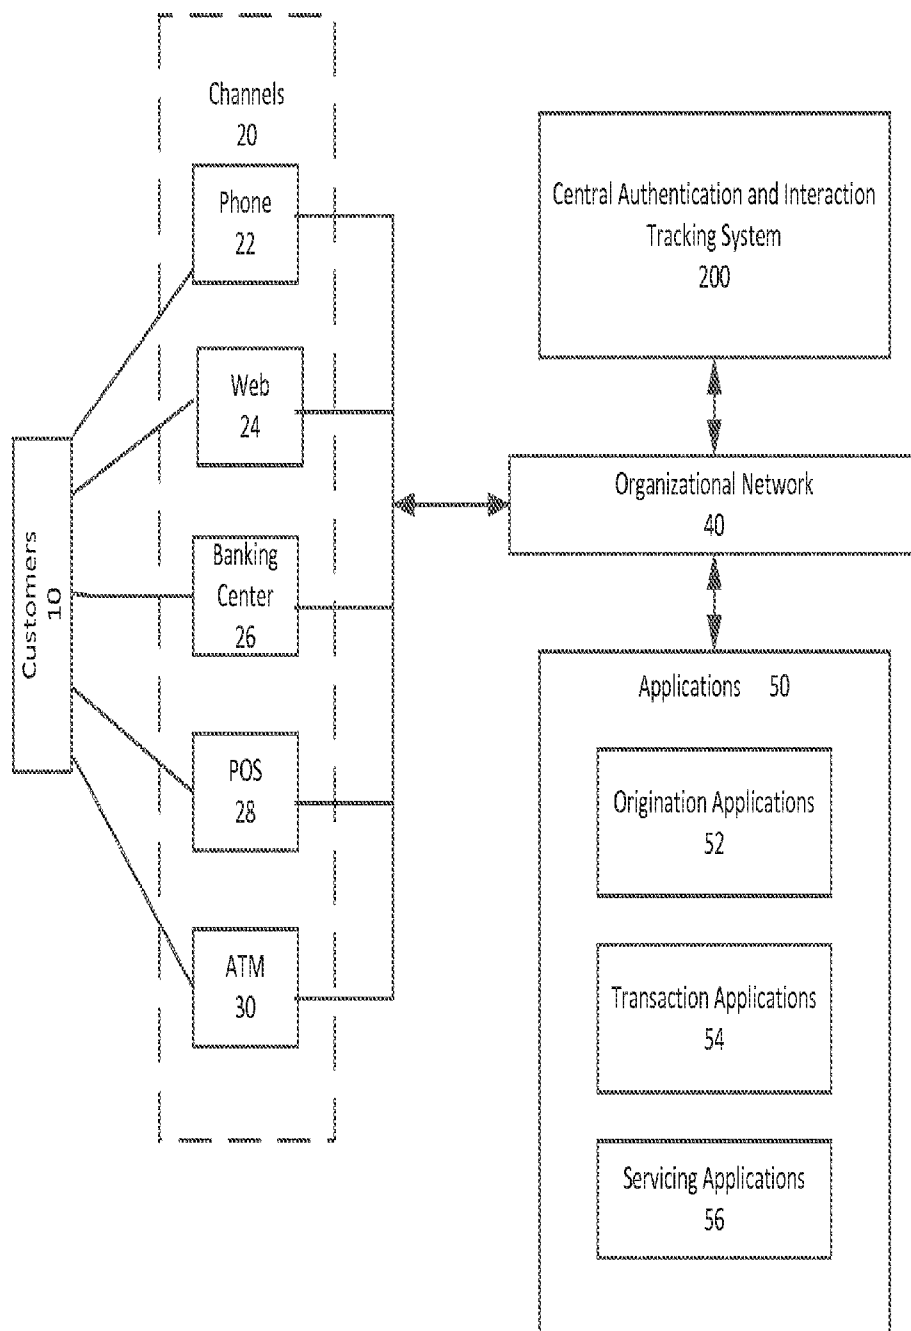 Channels
20
Phone
22
Web
24
Banking
Center
26
POS
28
ATM
30
Customers
10
Central Authentication and Interaction
Tracking System
200
Organizational Network
40
Applications 50
Origination Applications
52
Transaction Applications
54
Servicing Applications
56